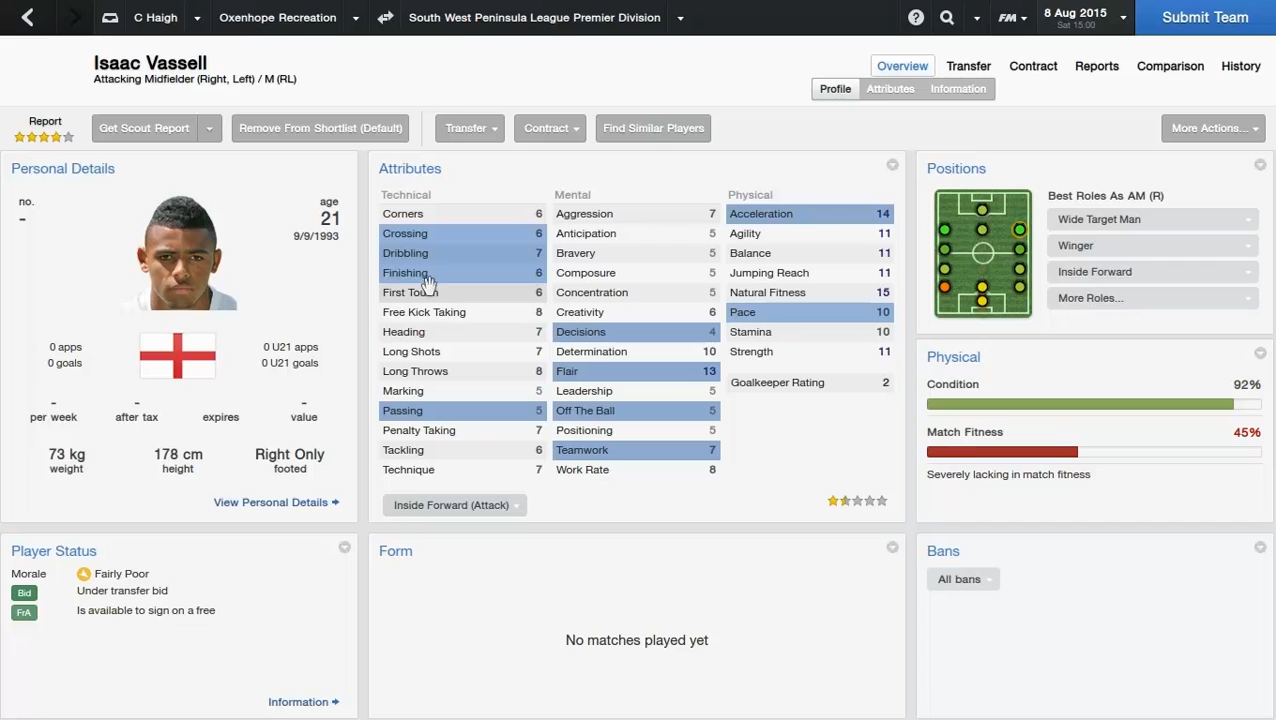 C Haigh
Oxenhope Recreation
South West Peninsula League Premier Division
FM
8 Aug 2015
Sat 15:00
Submit Team
Isaac Vassell
Attacking Midfielder (Right, Left) / M (RL)
Overview
Transfer
Contract
Reports
Comparison
History
Profile
Attributes
Information
Report
Get Scout Report
Remove From Shortlist (Default)
Transfer
Contract
Find Similar Players
More Actions...
Personal Details
no.
-
age
21
9/9/1993
0 apps
0 goals
0 U21 apps
0 U21 goals
-
per week
-
after tax
-
expires
-
value
73 kg
weight
178 cm
height
Right Only
footed
View Personal Details
Attributes
Technical
Corners 6
Crossing 6
Dribbling 7
Finishing 6
First Touch 6
Free Kick Taking 8
Heading 7
Long Shots 7
Long Throws 8
Marking 5
Passing 5
Penalty Taking 7
Tackling 6
Technique 7
Mental
Aggression 7
Anticipation 5
Bravery 5
Composure 5
Concentration 5
Creativity 6
Decisions 4
Determination 10
Flair 13
Leadership 5
Off The Ball 5
Positioning 5
Teamwork 7
Work Rate 8
Physical
Acceleration 14
Agility 11
Balance 11
Jumping Reach 11
Natural Fitness 15
Pace 10
Stamina 10
Strength 11
Goalkeeper Rating 2
Inside Forward (Attack)
Positions
Best Roles As AM (R)
Wide Target Man
Winger
Inside Forward
More Roles...
Physical
Condition 92%
Match Fitness 45%
Severely lacking in match fitness
Player Status
Morale Fairly Poor
Bid Under transfer bid
FrA Is available to sign on a free
Information
Form
No matches played yet
Bans
All bans